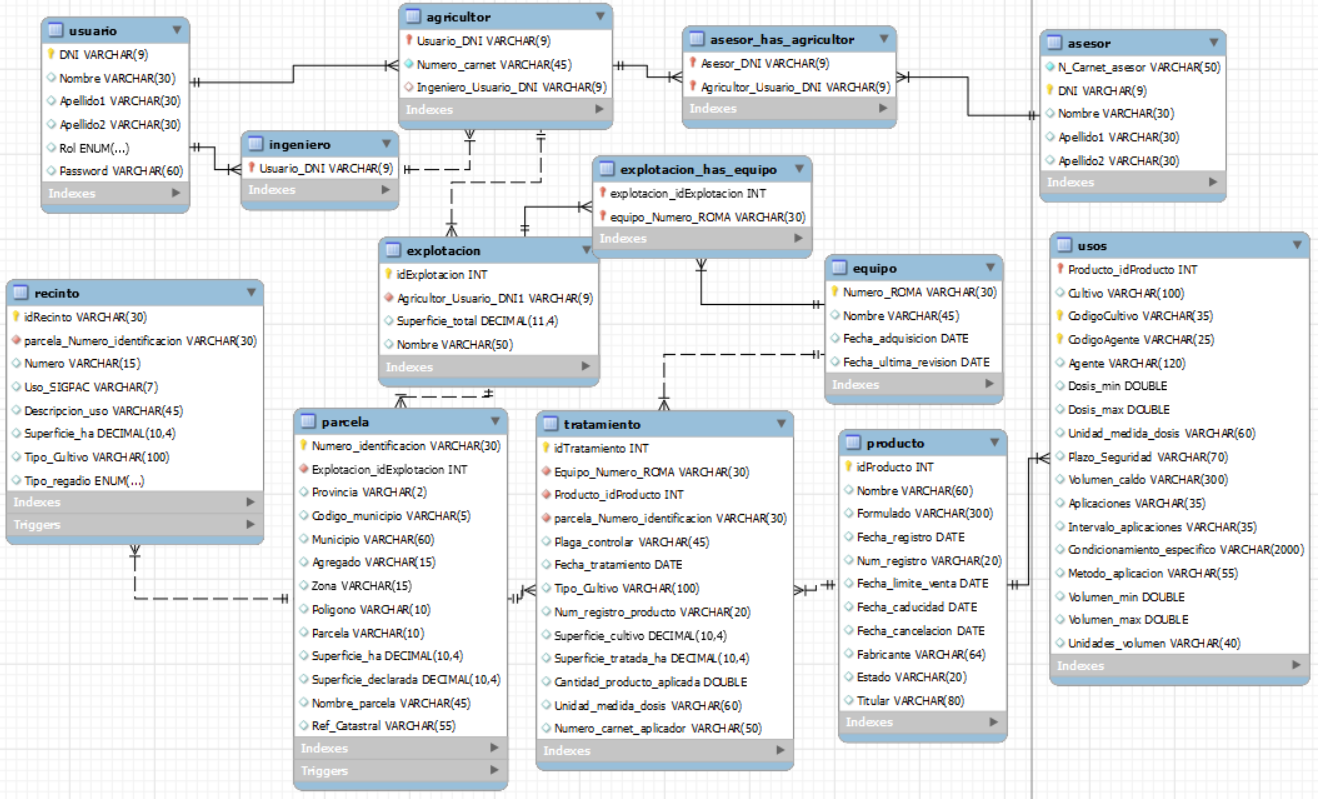 usuario
DNI VARCHAR(9)
Nombre VARCHAR(30)
Apellido1 VARCHAR(30)
Apellido2 VARCHAR(30)
Rol ENUM(...)
Password VARCHAR(60)
Indexes
agricultor
Usuario_DNI VARCHAR(9)
Numero_carnet VARCHAR(45)
Ingeniero_Usuario_DNI VARCHAR(9)
Indexes
asesor_has_agricultor
Asesor_DNI VARCHAR(9)
Agricultor_Usuario_DNI VARCHAR(9)
Indexes
asesor
N_Carnet_asesor VARCHAR(50)
DNI VARCHAR(9)
Nombre VARCHAR(30)
Apellido1 VARCHAR(30)
Apellido2 VARCHAR(30)
Indexes
ingeniero
Usuario_DNI VARCHAR(9)
Indexes
explotacion_has_equipo
explotacion_idExplotacion INT
equipo_Numero_ROMA VARCHAR(30)
Indexes
explotacion
idExplotacion INT
Agricultor_Usuario_DNI1 VARCHAR(9)
Superficie_total DECIMAL(11,4)
Nombre VARCHAR(50)
Indexes
equipo
Numero_ROMA VARCHAR(30)
Nombre VARCHAR(45)
Fecha_adquisicion DATE
Fecha_ultima_revision DATE
Indexes
usos
Producto_idProducto INT
Cultivo VARCHAR(100)
CodigoCultivo VARCHAR(35)
CodigoAgente VARCHAR(25)
Agente VARCHAR(120)
Dosis_min DOUBLE
Dosis_max DOUBLE
Unidad_medida_dosis VARCHAR(60)
Plazo_Seguridad VARCHAR(70)
Volumen_caldo VARCHAR(300)
Aplicaciones VARCHAR(35)
Intervalo_aplicaciones VARCHAR(35)
Condicionamiento_especifico VARCHAR(2000)
Metodo_aplicacion VARCHAR(55)
Volumen_min DOUBLE
Volumen_max DOUBLE
Unidades_volumen VARCHAR(40)
Indexes
recinto
idRecinto VARCHAR(30)
parcela_Numero_identificacion VARCHAR(30)
Numero VARCHAR(15)
Uso_SIGPAC VARCHAR(7)
Descripcion_uso VARCHAR(45)
Superficie_ha DECIMAL(10,4)
Tipo_Cultivo VARCHAR(100)
Tipo_regadio ENUM(...)
Indexes
Triggers
parcela
Numero_identificacion VARCHAR(30)
Explotacion_idExplotacion INT
Provincia VARCHAR(2)
Codigo_municipio VARCHAR(5)
Municipio VARCHAR(60)
Agregado VARCHAR(15)
Zona VARCHAR(15)
Poligono VARCHAR(10)
Parcela VARCHAR(10)
Superficie_ha DECIMAL(10,4)
Superficie_declarada DECIMAL(10,4)
Nombre_parcela VARCHAR(45)
Ref_Catastral VARCHAR(55)
Indexes
Triggers
tratamiento
idTratamiento INT
Equipo_Numero_ROMA VARCHAR(30)
Producto_idProducto INT
parcela_Numero_identificacion VARCHAR(30)
Plaga_controlar VARCHAR(45)
Fecha_tratamiento DATE
Tipo_Cultivo VARCHAR(100)
Num_registro_producto VARCHAR(20)
Superficie_cultivo DECIMAL(10,4)
Superficie_tratada_ha DECIMAL(10,4)
Cantidad_producto_aplicada DOUBLE
Unidad_medida_dosis VARCHAR(60)
Numero_carnet_aplicador VARCHAR(50)
Indexes
producto
idProducto INT
Nombre VARCHAR(60)
Formulado VARCHAR(300)
Fecha_registro DATE
Num_registro VARCHAR(20)
Fecha_limite_venta DATE
Fecha_caducidad DATE
Fecha_cancelacion DATE
Fabricante VARCHAR(64)
Estado VARCHAR(20)
Titular VARCHAR(80)
Indexes